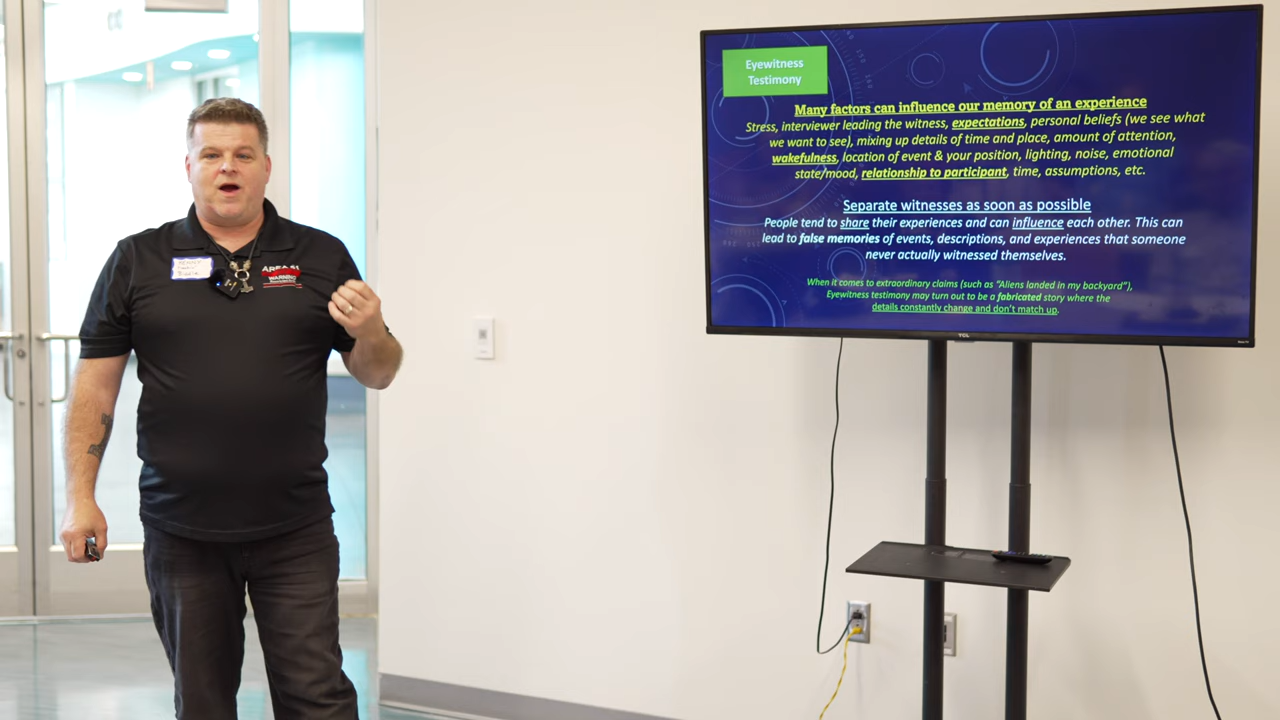 Eyewitness
Testimony
Many factors can influence our memory of an experience
Stress, interviewer leading the witness, expectations, personal beliefs (we see what
we want to see), mixing up details of time and place, amount of attention,
wakefulness, location of event & your position, lighting, noise, emotional
state/mood, relationship to participant, time, assumptions, etc.
Separate witnesses as soon as possible
People tend to share their experiences and can influence each other. This can
lead to false memories of events, descriptions, and experiences that someone
never actually witnessed themselves.
When it comes to extraordinary claims (such as "Aliens landed in my backyard"),
Eyewitness testimony may turn out to be a fabricated story where the
details constantly change and don't match up.
TCL
AREA 51
WARNING